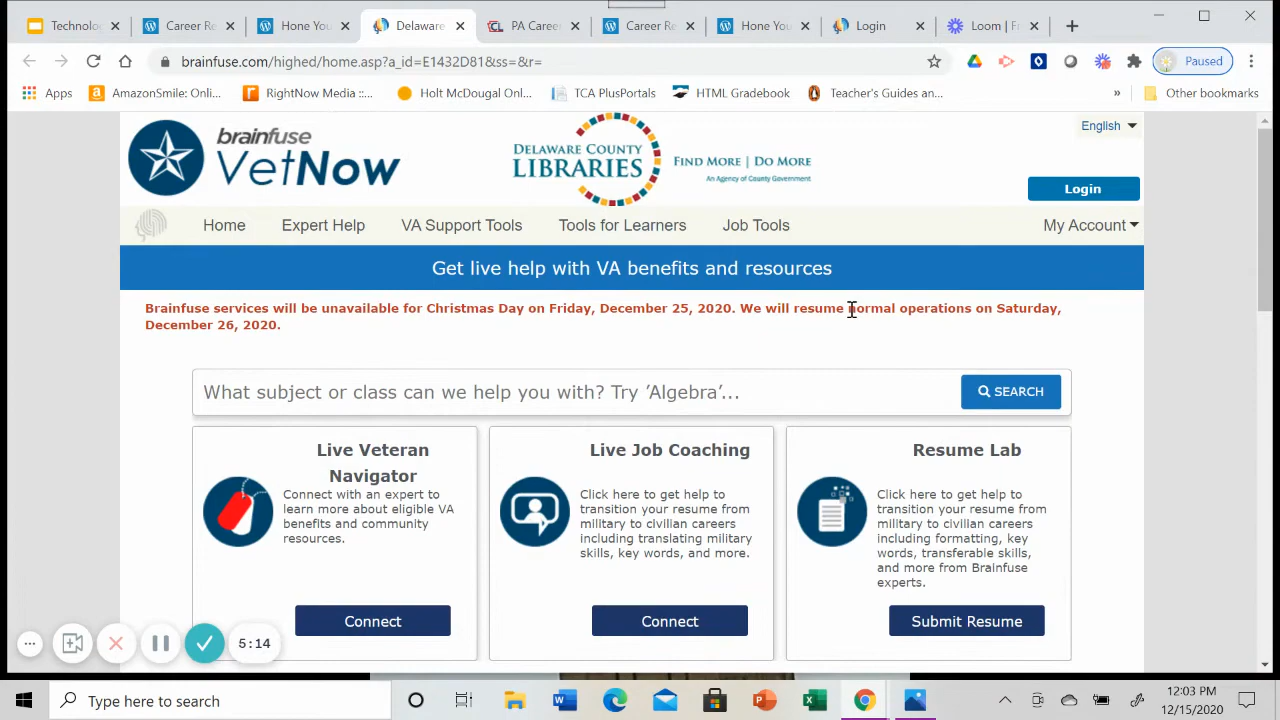 Technolog
Career Re
Hone You
Delaware
PA Career
Career Re
Hone You
Login
Loom | Fr
brainfuse.com/highed/home.asp?a_id=E1432D81&ss=&r=
Paused
Apps
AmazonSmile: Onli...
RightNow Media ::...
Holt McDougal Onl...
TCA PlusPortals
HTML Gradebook
Teacher's Guides an...
»
Other bookmarks
brainfuse
VetNow
DELAWARE COUNTY
LIBRARIES
FIND MORE | DO MORE
An Agency of County Government
English
Login
Home
Expert Help
VA Support Tools
Tools for Learners
Job Tools
My Account
Get live help with VA benefits and resources
Brainfuse services will be unavailable for Christmas Day on Friday, December 25, 2020. We will resume normal operations on Saturday,
December 26, 2020.
What subject or class can we help you with? Try 'Algebra'...
SEARCH
Live Veteran
Navigator
Connect with an expert to
learn more about eligible VA
benefits and community
resources.
Connect
Live Job Coaching
Click here to get help to
transition your resume from
military to civilian careers
including translating military
skills, key words, and more.
Connect
Resume Lab
Click here to get help to
transition your resume from
military to civilian careers
including formatting, key
words, transferable skills,
and more from Brainfuse
experts.
Submit Resume
5:14
Type here to search
12:03 PM
12/15/2020